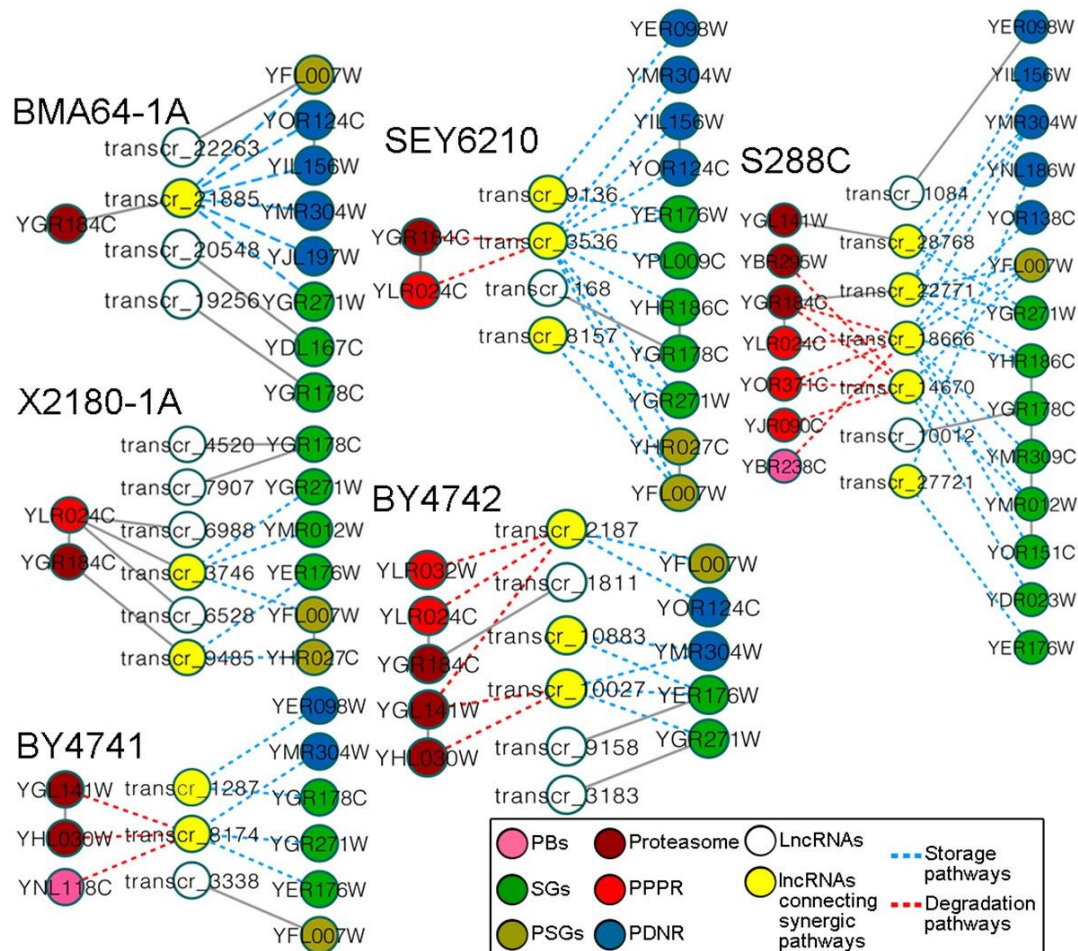 BMA64-1A
YFL007W
YOR124C
transcr_22263
YIL156W
transcr_21885
YMR304W
YGR184C
YJL197W
transcr_20548
YGR271W
transcr_19256
YDL167C
YGR178C
SEY6210
YER098W
YMR304W
YIL156W
YOR124C
transcr_9136
YER176W
YGR184C
transcr_3536
YPL009C
YLR024C
transcr_168
YHR186C
transcr_8157
YGR178C
YGR271W
YHR027C
YFL007W
S288C
YER098W
YIL156W
YMR304W
YNL186W
transcr_1084
YOR138C
YGL141W
transcr_28768
YBR295W
YFL007W
transcr_22771
YGR184C
YGR271W
transcr_18666
YLR024C
YHR186C
YOR371C
transcr_14670
YGR178C
YJR090C
transcr_10012
YMR309C
YBR238C
transcr_27721
YMR012W
YOR151C
YDR023W
YER176W
X2180-1A
transcr_4520
YGR178C
transcr_7907
YGR271W
YLR024C
transcr_6988
YMR012W
YGR184C
transcr_3746
YER176W
transcr_6528
YFL007W
transcr_9485
YHR027C
BY4742
transcr_2187
YLR032W
YFL007W
transcr_1811
YLR024C
YOR124C
transcr_10883
YGR184C
YMR304W
transcr_10027
YGL141W
YER176W
YHL030W
transcr_9158
YGR271W
transcr_3183
BY4741
YER098W
YMR304W
YGL141W
transcr_1287
YGR178C
YHL030W
transcr_8174
YGR271W
YNL118C
transcr_3338
YER176W
YFL007W
PBs
Proteasome
LncRNAs
Storage
pathways
SGs
PPPR
lncRNAs
connecting
synergic
pathways
Degradation
pathways
PSGs
PDNR